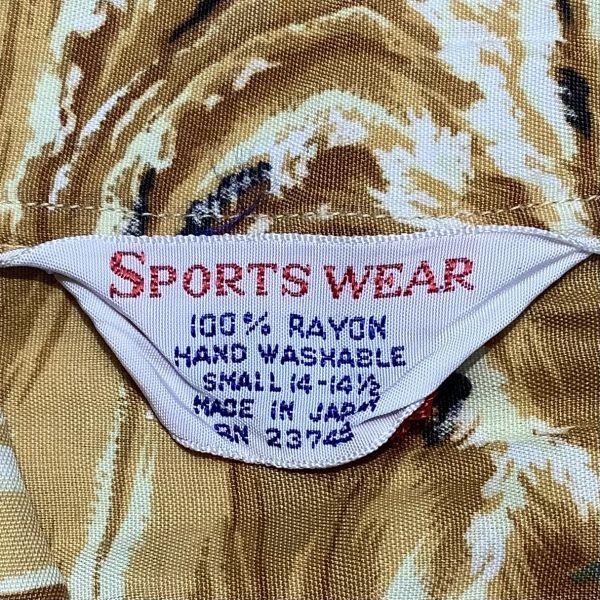 SPORTS WEAR
100% RAYON
HAND WASHABLE
SMALL 14-14½
MADE IN JAPAN
RN 23743